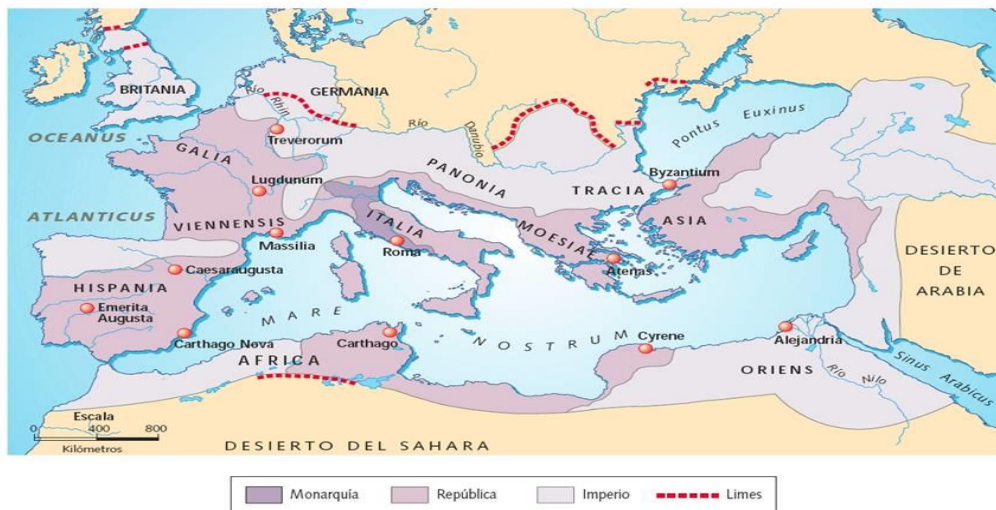 BRITANIA
GERMANIA
Río Rhin
OCEANUS
Treverorum
Río Danubio
Pontus Euxinus
GALIA
Lugdunum
PANONIA
TRACIA
Byzantium
ATLANTICUS
VIENNENSIS
ITALIA
MOESIAE
ASIA
Massilia
Roma
Atenas
DESIERTO
DE
ARABIA
Caesaraugusta
HISPANIA
Emerita
Augusta
MARE
NOSTRUM
Carthago Nova
Carthago
Cyrene
Alejandría
AFRICA
ORIENS
Río Nilo
Sinus Arabicus
Escala
0 400 800
Kilómetros
DESIERTO DEL SAHARA
Monarquía República Imperio Limes